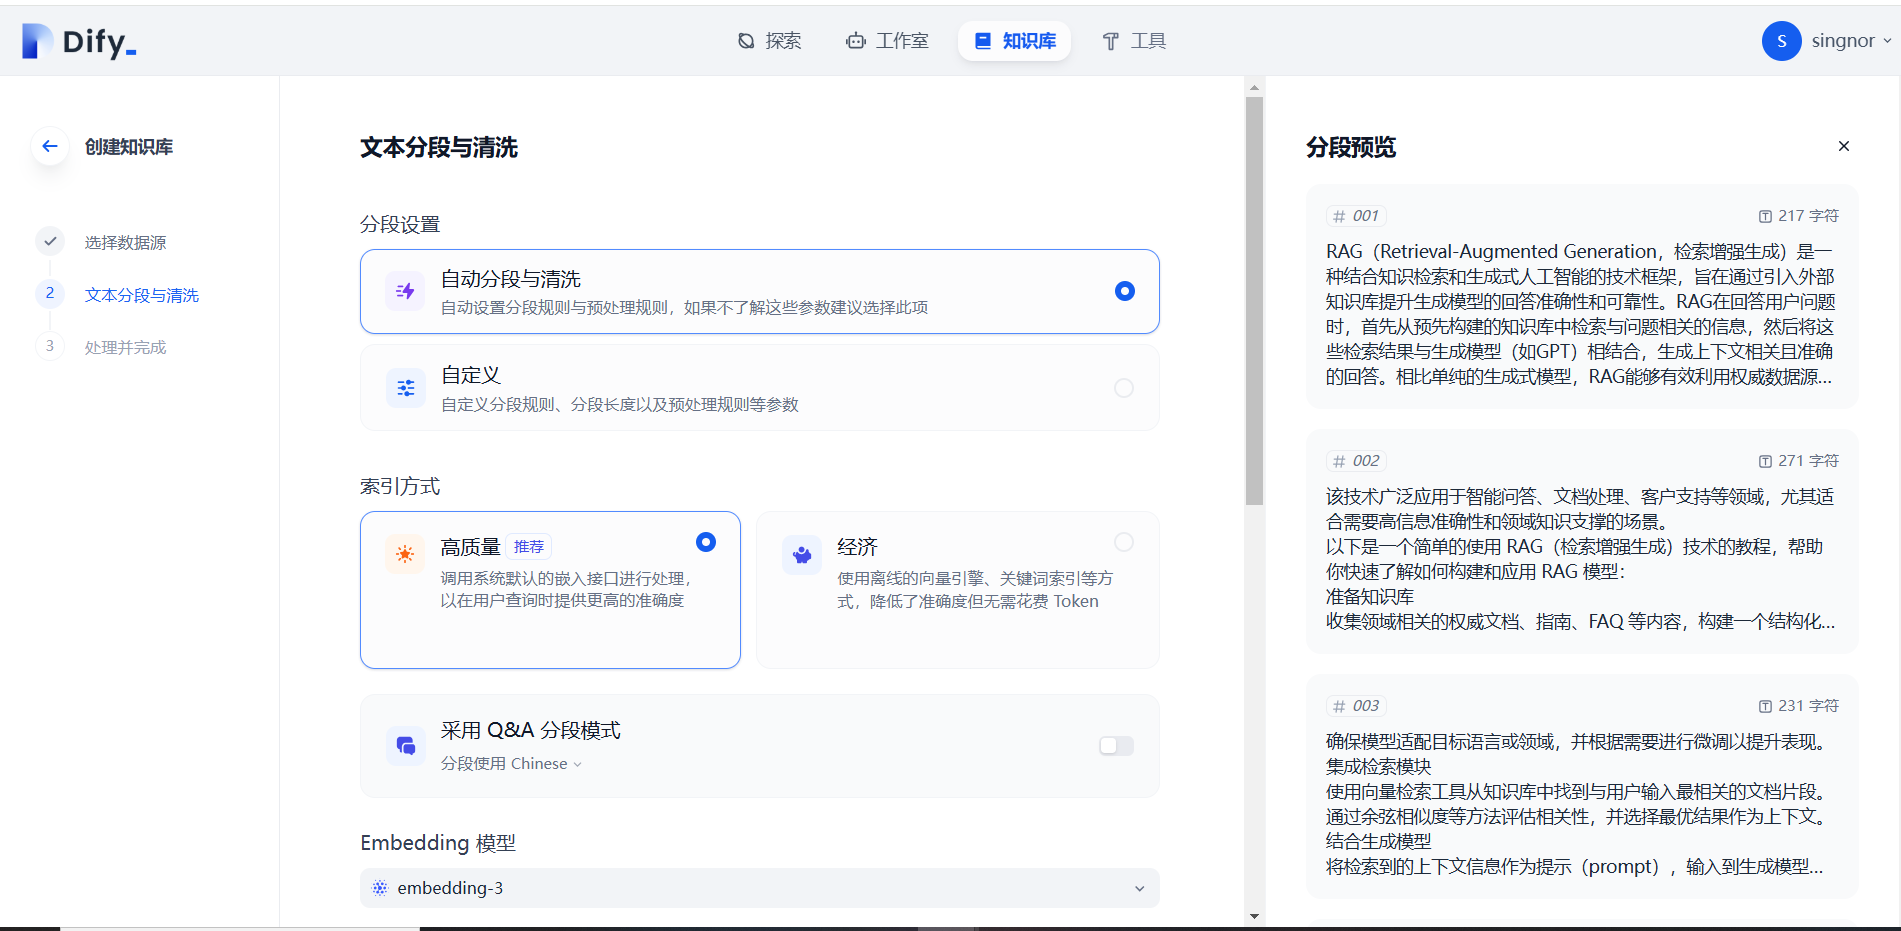 Dify_
探索
工作室
知识库
工具
S
singnor
创建知识库
选择数据源
2
文本分段与清洗
3
处理并完成
文本分段与清洗
分段设置
自动分段与清洗
自动设置分段规则与预处理规则，如果不了解这些参数建议选择此项
自定义
自定义分段规则、分段长度以及预处理规则等参数
索引方式
高质量 推荐
调用系统默认的嵌入接口进行处理，
以在用户查询时提供更高的准确度
经济
使用离线的向量引擎、关键词索引等方
式，降低了准确度但无需花费 Token
采用 Q&A 分段模式
分段使用 Chinese
Embedding 模型
embedding-3
分段预览
# 001
217 字符
RAG（Retrieval-Augmented Generation，检索增强生成）是一
种结合知识检索和生成式人工智能的技术框架，旨在通过引入外部
知识库提升生成模型的回答准确性和可靠性。RAG在回答用户问题
时，首先从预先构建的知识库中检索与问题相关的信息，然后将这
些检索结果与生成模型（如GPT）相结合，生成上下文相关且准确
的回答。相比单纯的生成式模型，RAG能够有效利用权威数据源...
# 002
271 字符
该技术广泛应用于智能问答、文档处理、客户支持等领域，尤其适
合需要高信息准确性和领域知识支撑的场景。
以下是一个简单的使用 RAG（检索增强生成）技术的教程，帮助
你快速了解如何构建和应用 RAG 模型：
准备知识库
收集领域相关的权威文档、指南、FAQ 等内容，构建一个结构化...
# 003
231 字符
确保模型适配目标语言或领域，并根据需要进行微调以提升表现。
集成检索模块
使用向量检索工具从知识库中找到与用户输入最相关的文档片段。
通过余弦相似度等方法评估相关性，并选择最优结果作为上下文。
结合生成模型
将检索到的上下文信息作为提示（prompt），输入到生成模型...